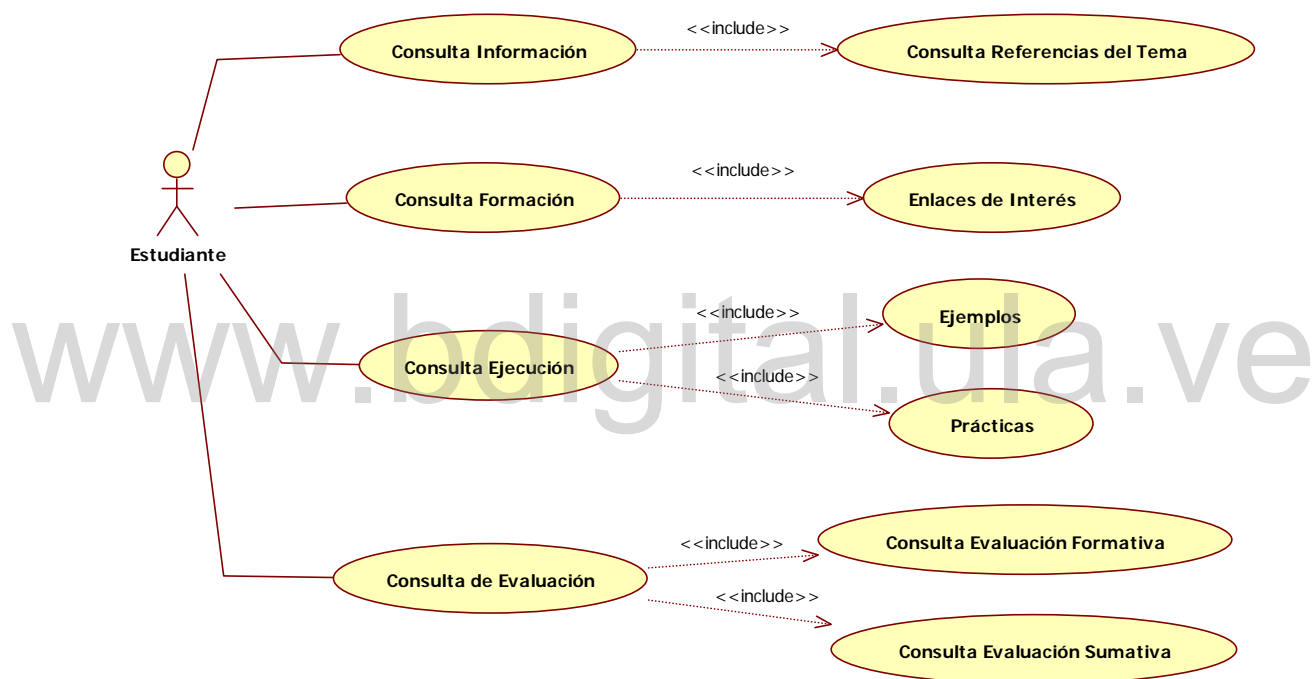 <<include>>
Consulta Información
Consulta Referencias del Tema
<<include>>
Consulta Formación
Enlaces de Interés
Estudiante
<<include>>
Ejemplos
www.bdigital.ula.ve
Consulta Ejecución
<<include>>
Prácticas
<<include>>
Consulta Evaluación Formativa
Consulta de Evaluación
<<include>>
Consulta Evaluación Sumativa